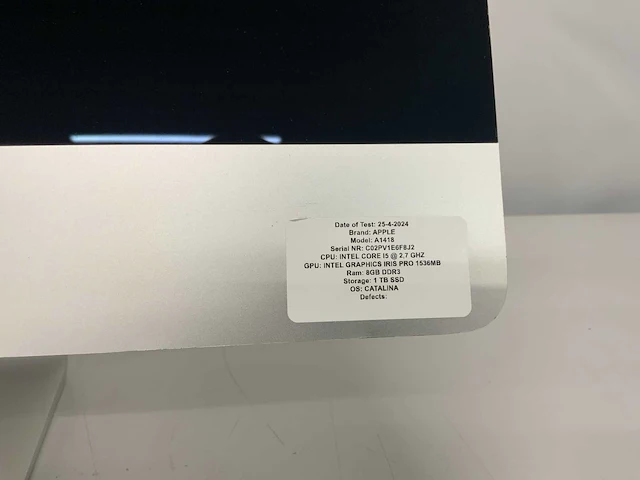 Date of Test: 25-4-2024
Brand: APPLE
Model: A1418
Serial NR: C02PV1E6F8J2
CPU: INTEL CORE I5 @ 2.7 GHZ
GPU: INTEL GRAPHICS IRIS PRO 1536MB
Ram: 8GB DDR3
Storage: 1 TB SSD
OS: CATALINA
Defects: